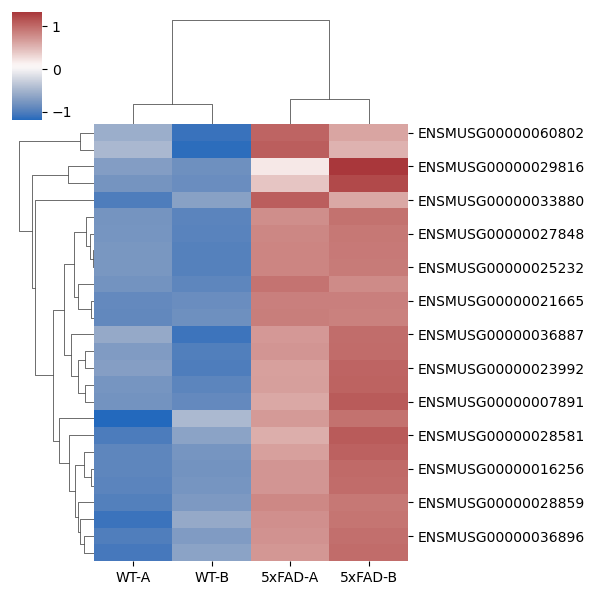 1
0
−1
ENSMUSG00000060802
ENSMUSG00000029816
ENSMUSG00000033880
ENSMUSG00000027848
ENSMUSG00000025232
ENSMUSG00000021665
ENSMUSG00000036887
ENSMUSG00000023992
ENSMUSG00000007891
ENSMUSG00000028581
ENSMUSG00000016256
ENSMUSG00000028859
ENSMUSG00000036896
WT-A WT-B 5xFAD-A 5xFAD-B